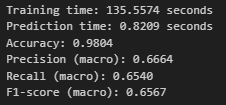 Training time: 135.5574 seconds
Prediction time: 0.8209 seconds
Accuracy: 0.9804
Precision (macro): 0.6664
Recall (macro): 0.6540
F1-score (macro): 0.6567